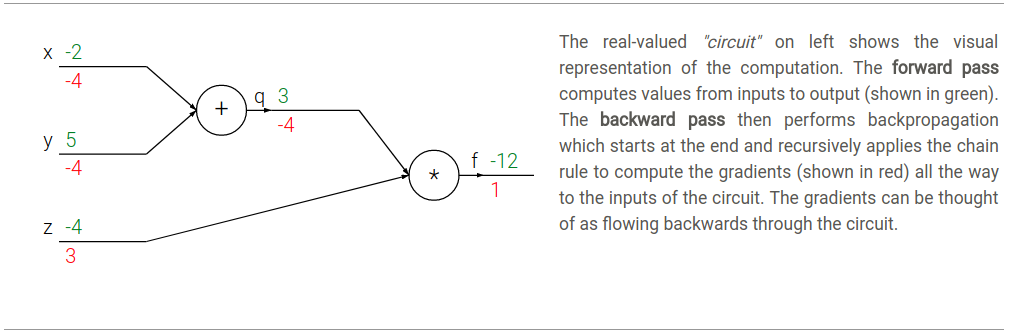 x -2
-4
+
q 3
-4
y 5
-4
*
f -12
1
z -4
3
The real-valued "circuit" on left shows the visual
representation of the computation. The forward pass
computes values from inputs to output (shown in green).
The backward pass then performs backpropagation
which starts at the end and recursively applies the chain
rule to compute the gradients (shown in red) all the way
to the inputs of the circuit. The gradients can be thought
of as flowing backwards through the circuit.